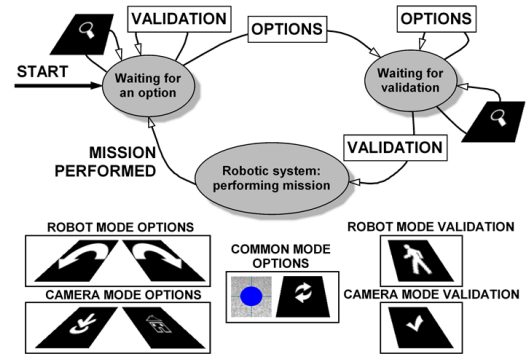 VALIDATION
OPTIONS
OPTIONS
START
Waiting for
an option
Waiting for
validation
VALIDATION
MISSION
PERFORMED
Robotic system:
performing mission
ROBOT MODE OPTIONS
COMMON MODE
OPTIONS
ROBOT MODE VALIDATION
CAMERA MODE OPTIONS
CAMERA MODE VALIDATION